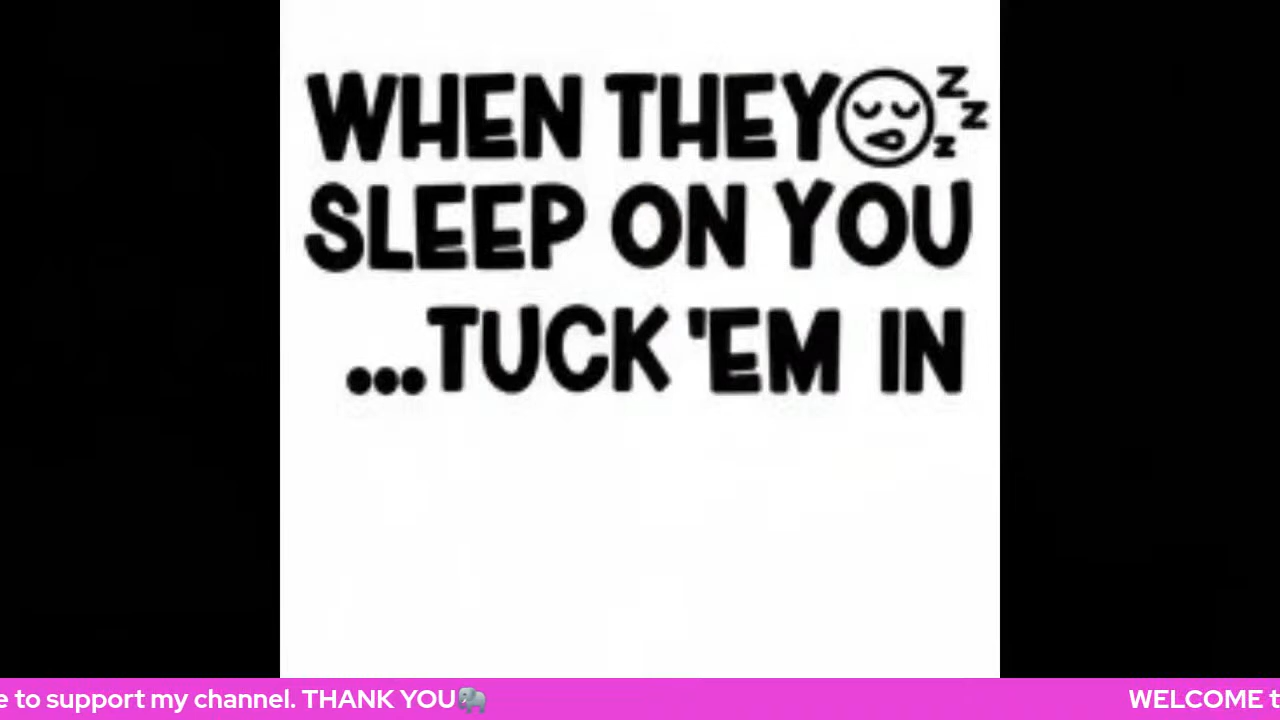 WHEN THEY
SLEEP ON YOU
...TUCK 'EM IN
to support my channel. THANK YOU🐘
WELCOME